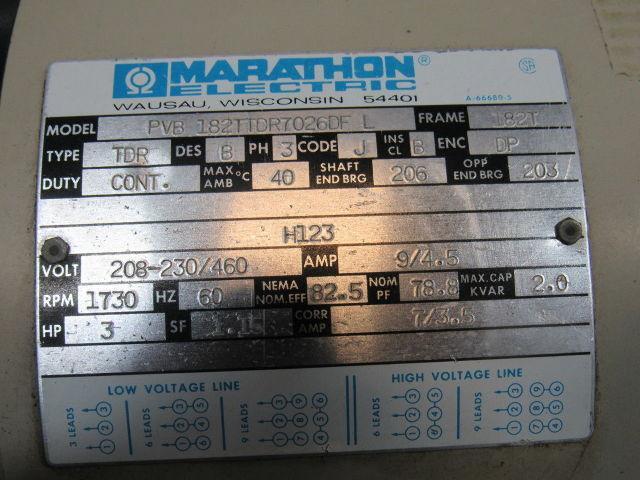 Ω MARATHON®
ELECTRIC
WAUSAU, WISCONSIN 54401
A-66680-S
MODEL PVB 182TTDR7026DF L FRAME 182T
TYPE TDR DES B PH 3 CODE J INS CL B ENC DP
DUTY CONT. MAX °C AMB 40 SHAFT END BRG 206 OPP END BRG 203
H123
VOLT 208-230/460 AMP 9/4.5
RPM 1730 HZ 60 NEMA NOM.EFF 82.5 NOM PF 78.8 MAX.CAP KVAR 2.0
HP 3 SF 1.15 CORR AMP 7/3.5
LOW VOLTAGE LINE HIGH VOLTAGE LINE
3 LEADS 6 LEADS 9 LEADS 6 LEADS 9 LEADS